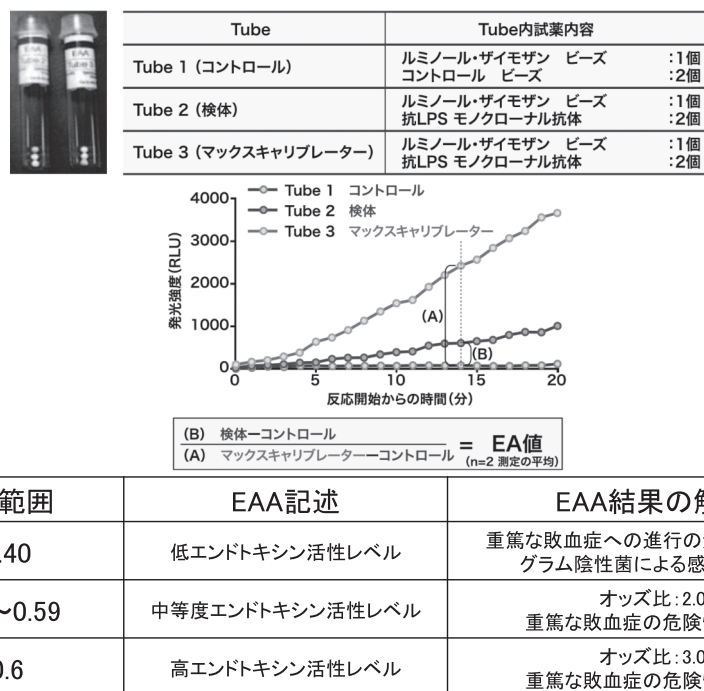 EAA
Tube 2
EAA
Tube
Tube Tube内試薬内容
Tube 1（コントロール） ルミノール・ザイモザン ビーズ ：1個
コントロール ビーズ ：2個
Tube 2（検体） ルミノール・ザイモザン ビーズ ：1個
抗LPS モノクローナル抗体 ：2個
Tube 3（マックスキャリブレーター） ルミノール・ザイモザン ビーズ ：1個
抗LPS モノクローナル抗体 ：2個
Tube 1 コントロール
Tube 2 検体
Tube 3 マックスキャリブレーター
発光強度（RLU）
4000
3000
2000
1000
0
(A)
(B)
0 5 10 15 20
反応開始からの時間（分）
(B) 検体ーコントロール
(A) マックスキャリブレーターーコントロール
= EA値
(n=2 測定の平均)
範囲 EAA記述 EAA結果の
.40 低エンドトキシン活性レベル 重篤な敗血症への進行の
グラム陰性菌による感
～0.59 中等度エンドトキシン活性レベル オッズ比：2.0
重篤な敗血症の危険
0.6 高エンドトキシン活性レベル オッズ比：3.0
重篤な敗血症の危険